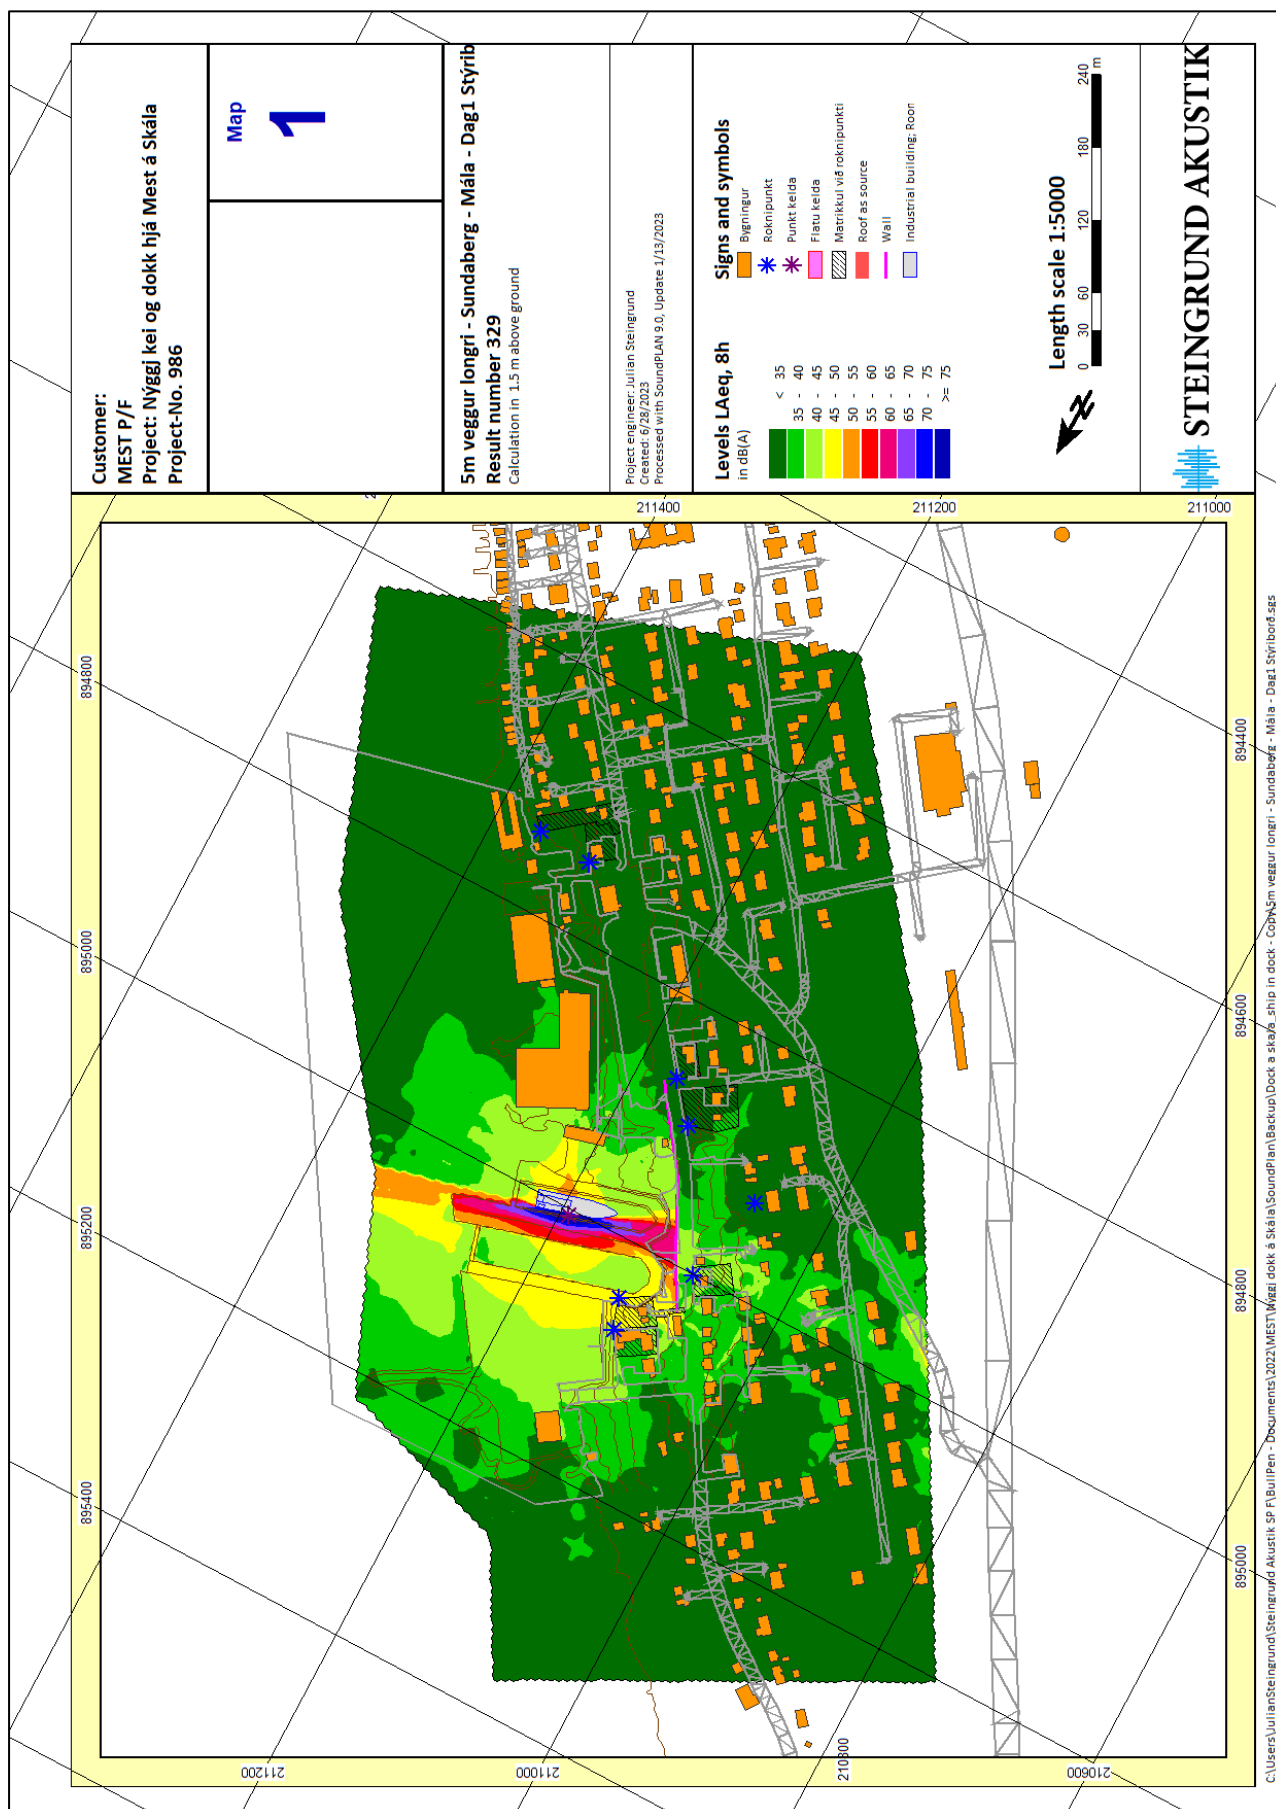 Customer:
MEST P/F
Project: Nýggj kei og dokk hjá Mest á Skála
Project-No. 986
Map
1
5m veggur longri - Sundaberg - Mála - Dag1 Stýrib
Result number 329
Calculation in 1.5 m above ground
Project engineer: Julian Steingrund
Created: 6/28/2023
Processed with SoundPLAN 9.0, Update 1/13/2023
Levels LAeq, 8h
in dB(A)
< 35
35 - 40
40 - 45
45 - 50
50 - 55
55 - 60
60 - 65
65 - 70
70 - 75
>= 75
Signs and symbols
Bygningur
Roknipunkt
Punkt kelda
Flatu kelda
Matrikkul við roknipunkti
Roof as source
Wall
Industrial building; Roof
Length scale 1:5000
0 30 60 120 180 240
m
STEINGRUND AKUSTIK
894800
895000
895200
895400
211400
211200
211000
894400
894600
894800
895000
211200
211000
210800
210600
C:\Users\JulianSteingrund\Steingrund Akustik SP F\BullPen - Documents\2022\MEST\Nýggj dokk á Skála\SoundPlan\Backup\Dock a skala_ship in dock - Copy\5m veggur longri - Sundaberg - Mála - Dag1 Stýriborð.sgs